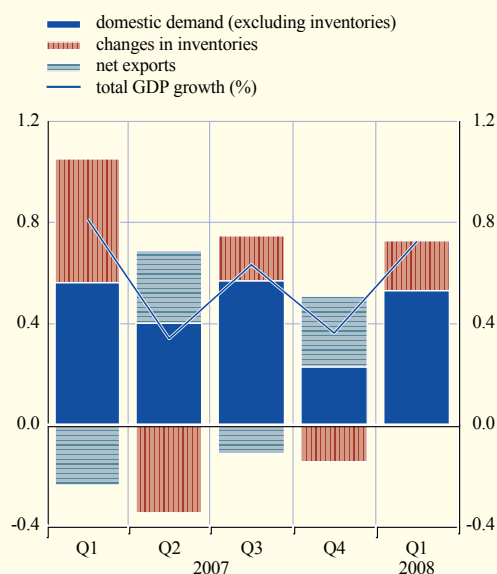 domestic demand (excluding inventories)
changes in inventories
net exports
total GDP growth (%)
1.2 1.2
0.8 0.8
0.4 0.4
0.0 0.0
-0.4 -0.4
Q1 Q2 Q3 Q4 Q1
2007 2008